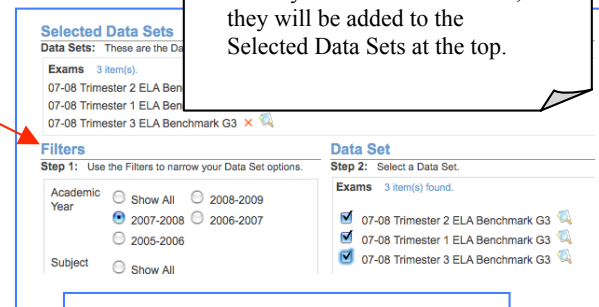 they will be added to the
Selected Data Sets at the top.
Selected Data Sets
Data Sets: These are the Da
Exams 3 item(s).
07-08 Trimester 2 ELA Ben
07-08 Trimester 1 ELA Ben
07-08 Trimester 3 ELA Benchmark G3
Filters
Step 1: Use the Filters to narrow your Data Set options.
Academic Year
Show All 2008-2009
2007-2008 2006-2007
2005-2006
Subject Show All
Data Set
Step 2: Select a Data Set.
Exams 3 item(s) found.
07-08 Trimester 2 ELA Benchmark G3
07-08 Trimester 1 ELA Benchmark G3
07-08 Trimester 3 ELA Benchmark G3